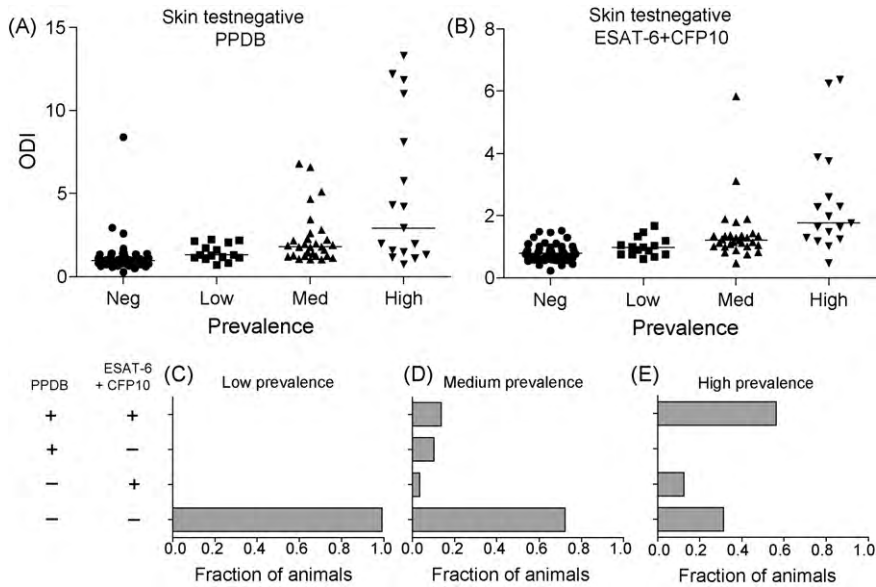 (A)
Skin testnegative
PPDB
15
10
5
0
ODI
Neg Low Med High
Prevalence
(B)
Skin testnegative
ESAT-6+CFP10
8
6
4
2
0
Neg Low Med High
Prevalence
PPDB
ESAT-6
+ CFP10
+ +
+ −
− +
− −
(C) Low prevalence
0.0 0.2 0.4 0.6 0.8 1.0
Fraction of animals
(D) Medium prevalence
0.0 0.2 0.4 0.6 0.8 1.0
Fraction of animals
(E) High prevalence
0.0 0.2 0.4 0.6 0.8 1.0
Fraction of animals